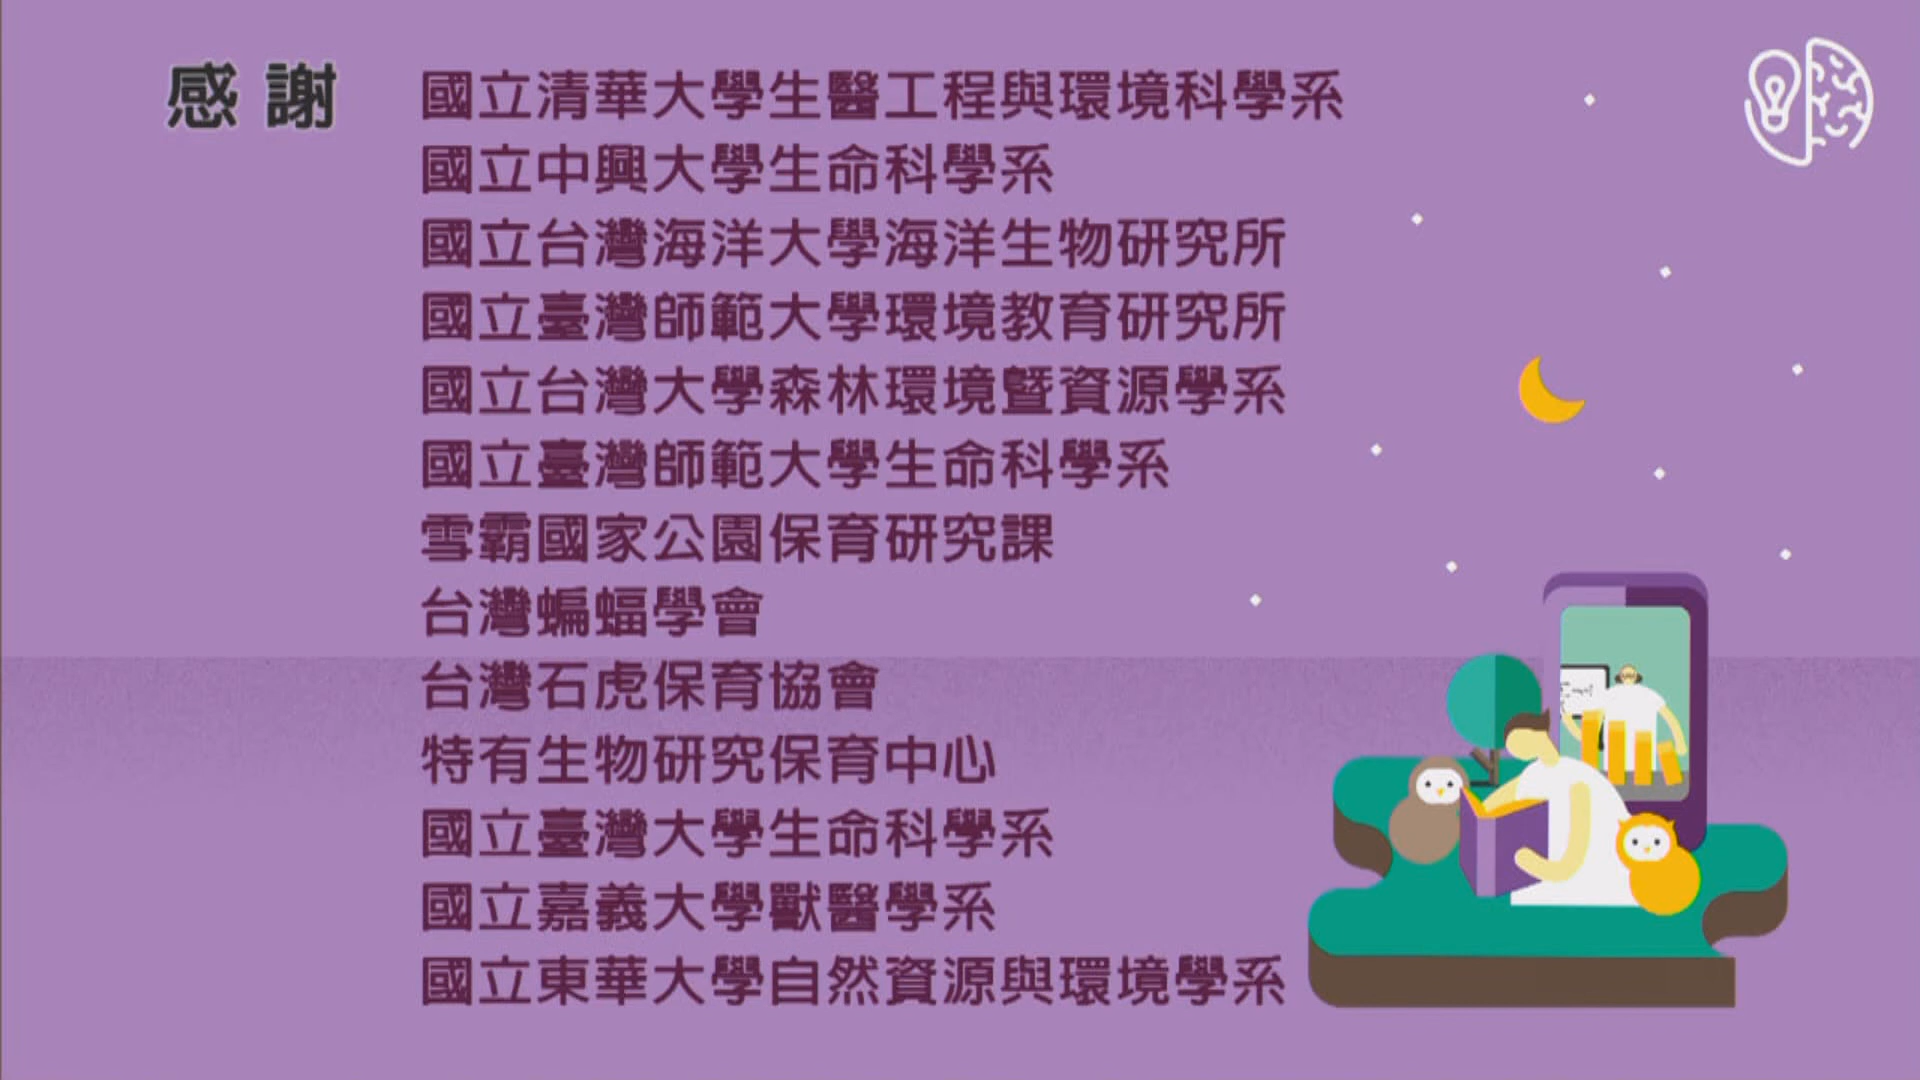 感謝
國立清華大學生醫工程與環境科學系
國立中興大學生命科學系
國立台灣海洋大學海洋生物研究所
國立臺灣師範大學環境教育研究所
國立台灣大學森林環境暨資源學系
國立臺灣師範大學生命科學系
雪霸國家公園保育研究課
台灣蝙蝠學會
台灣石虎保育協會
特有生物研究保育中心
國立臺灣大學生命科學系
國立嘉義大學獸醫學系
國立東華大學自然資源與環境學系